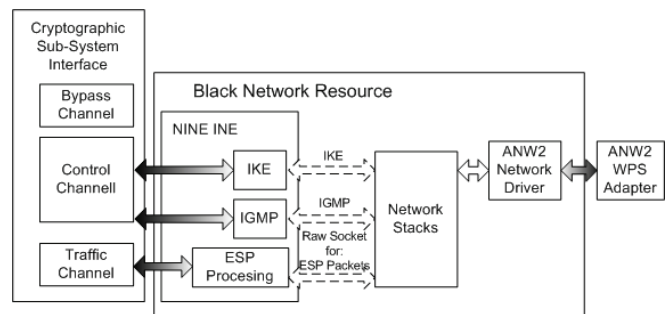 Cryptographic
Sub-System
Interface
Bypass
Channel
Control
Channell
Traffic
Channel
Black Network Resource
NINE INE
IKE
IGMP
ESP
Procesing
IKE
IGMP
Raw Socket
for:
ESP Packets
Network
Stacks
ANW2
Network
Driver
ANW2
WPS
Adapter